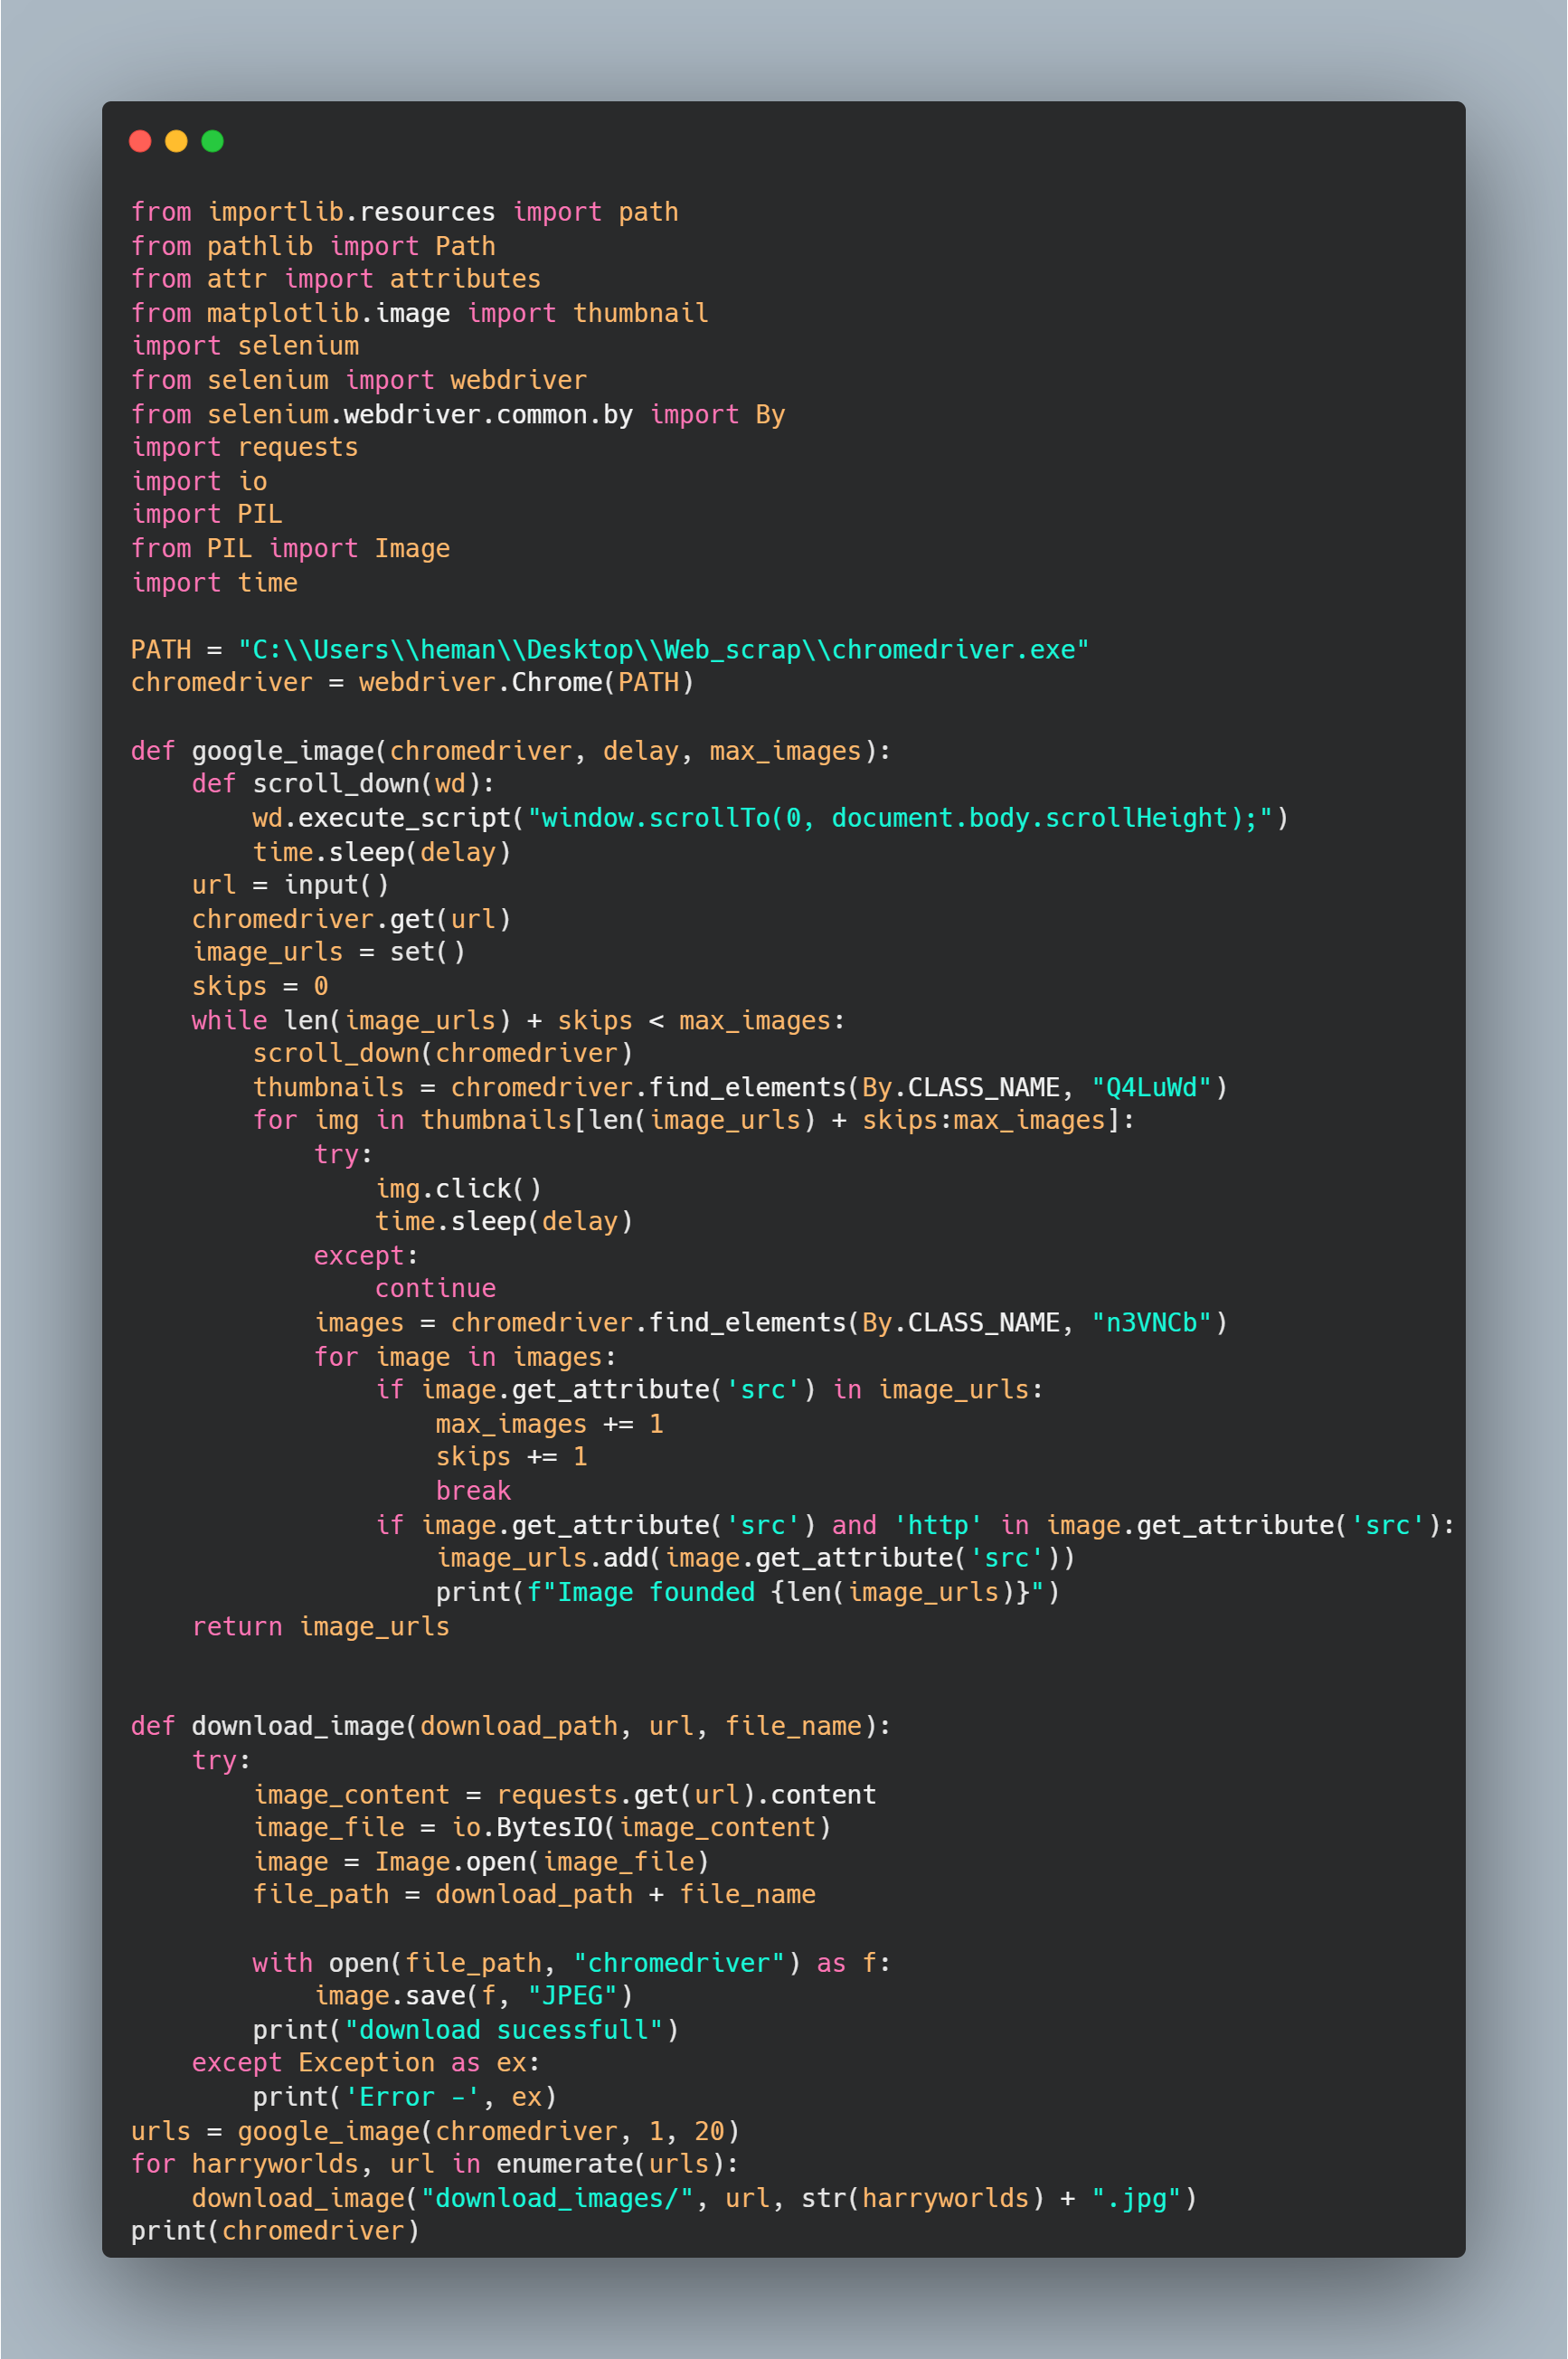 from importlib.resources import path
from pathlib import Path
from attr import attributes
from matplotlib.image import thumbnail
import selenium
from selenium import webdriver
from selenium.webdriver.common.by import By
import requests
import io
import PIL
from PIL import Image
import time

PATH = "C:\\Users\\heman\\Desktop\\Web_scrap\\chromedriver.exe"
chromedriver = webdriver.Chrome(PATH)

def google_image(chromedriver, delay, max_images):
    def scroll_down(wd):
        wd.execute_script("window.scrollTo(0, document.body.scrollHeight);")
        time.sleep(delay)
    url = input()
    chromedriver.get(url)
    image_urls = set()
    skips = 0
    while len(image_urls) + skips < max_images:
        scroll_down(chromedriver)
        thumbnails = chromedriver.find_elements(By.CLASS_NAME, "Q4LuWd")
        for img in thumbnails[len(image_urls) + skips:max_images]:
            try:
                img.click()
                time.sleep(delay)
            except:
                continue
            images = chromedriver.find_elements(By.CLASS_NAME, "n3VNCb")
            for image in images:
                if image.get_attribute('src') in image_urls:
                    max_images += 1
                    skips += 1
                    break
                if image.get_attribute('src') and 'http' in image.get_attribute('src'):
                    image_urls.add(image.get_attribute('src'))
                    print(f"Image founded {len(image_urls)}")
    return image_urls


def download_image(download_path, url, file_name):
    try:
        image_content = requests.get(url).content
        image_file = io.BytesIO(image_content)
        image = Image.open(image_file)
        file_path = download_path + file_name

        with open(file_path, "chromedriver") as f:
            image.save(f, "JPEG")
        print("download sucessfull")
    except Exception as ex:
        print('Error -', ex)
urls = google_image(chromedriver, 1, 20)
for harryworlds, url in enumerate(urls):
    download_image("download_images/", url, str(harryworlds) + ".jpg")
print(chromedriver)